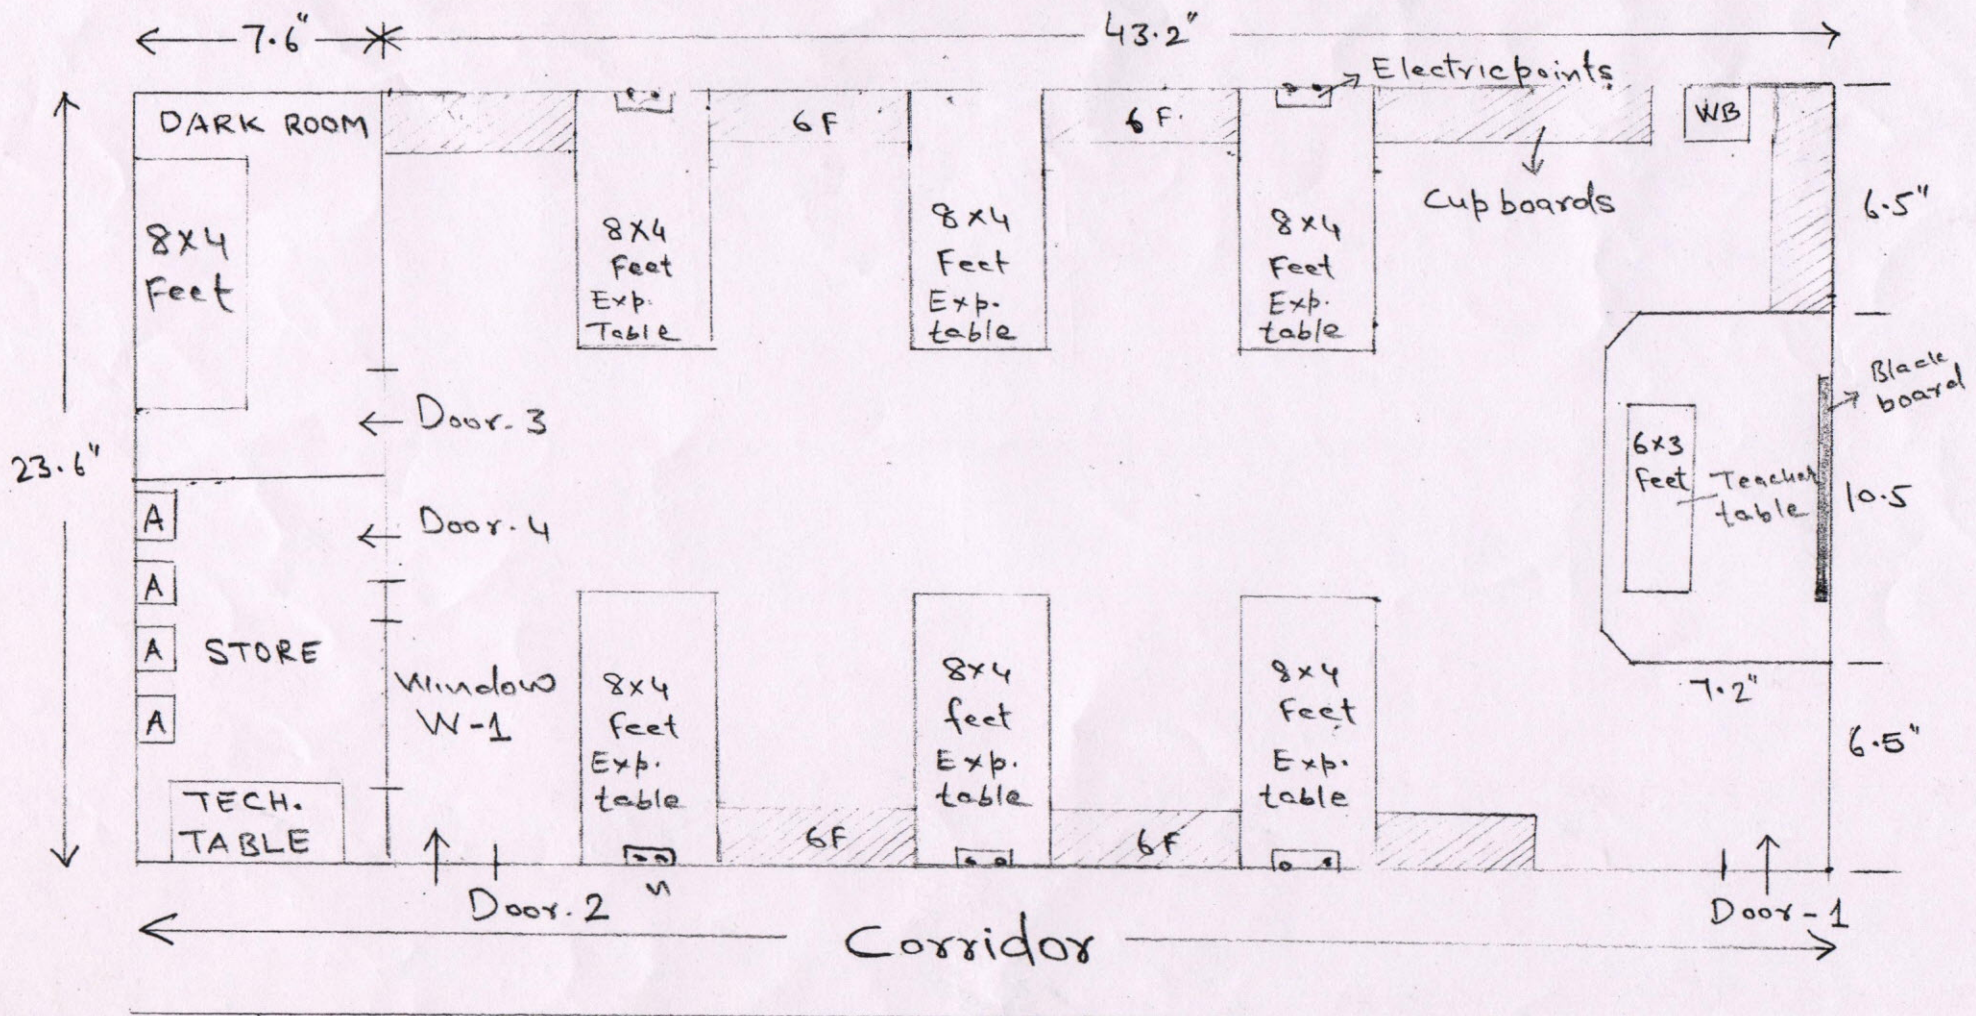 7.6"
43.2"
Electricpoints
DARK ROOM
6F
6F.
WB
8x4
Feet
8x4
Feet
Exp.
Table
8x4
Feet
Exp.
table
8x4
Feet
Exp.
table
Cupboards
6.5"
Door.3
Black
board
23.6"
6x3
Feet
Teacher
table
10.5
A
Door.4
A
A
STORE
A
Window
W-1
8x4
Feet
Exp.
table
8x4
feet
Exp.
table
8x4
Feet
Exp.
table
7.2"
6.5"
TECH.
TABLE
6F
6F
Door.2
Door-1
Corridor